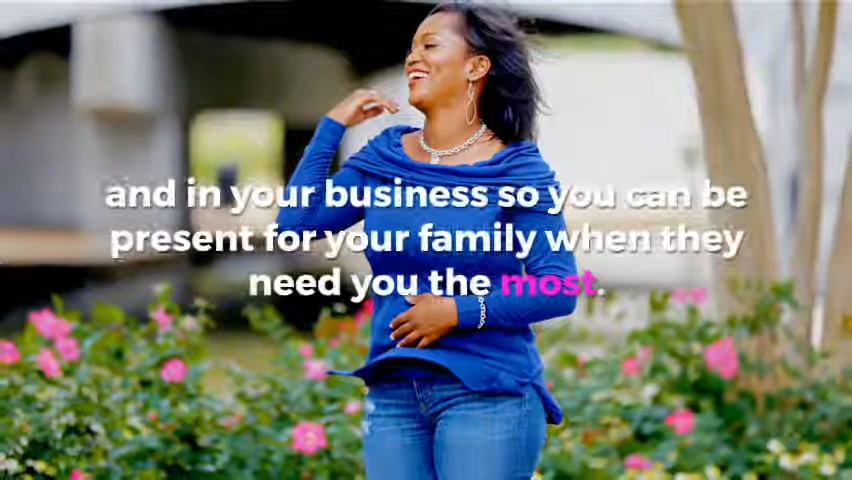 and in your business so you can be
present for your family when they
need you the most.